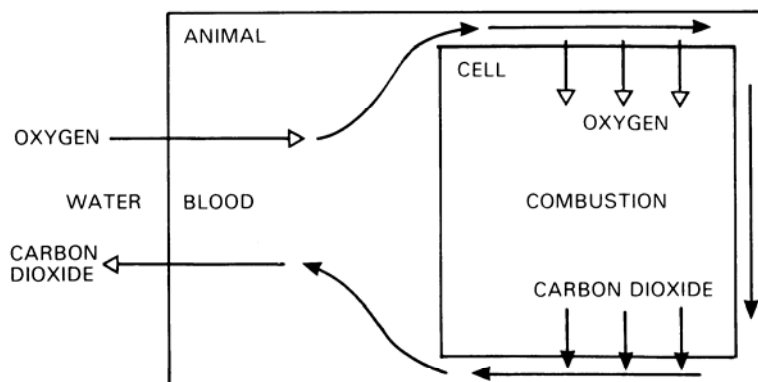 ANIMAL
CELL
OXYGEN
OXYGEN
WATER
BLOOD
COMBUSTION
CARBON
DIOXIDE
CARBON DIOXIDE